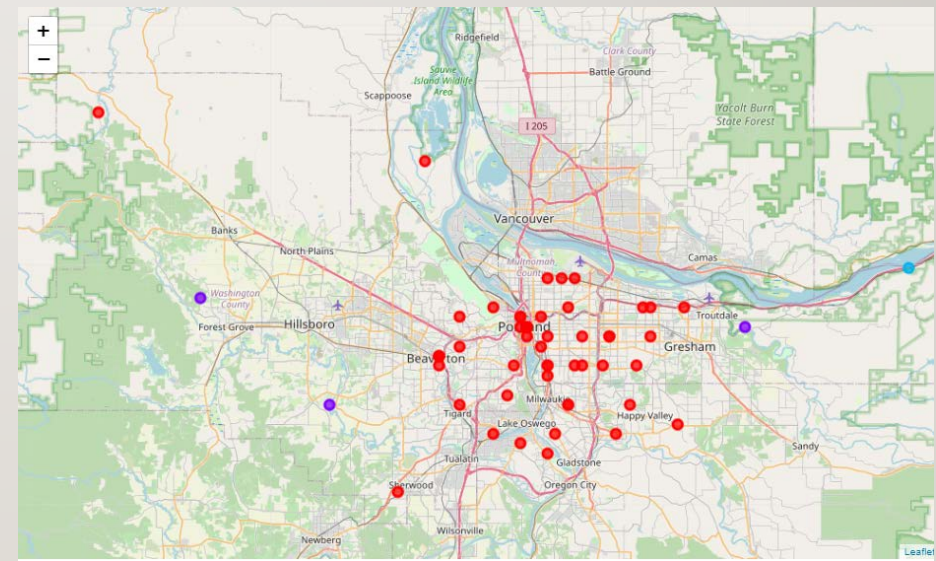 +
−
Ridgefield
Clark County
Battle Ground
Sauvie
Island Wildlife
Area
Scappoose
Yacolt Burn
State Forest
I 205
Vancouver
Banks
North Plains
Camas
Multnomah
County
Washington
County
Forest Grove
Hillsboro
Portland
Troutdale
Gresham
Beaverton
Milwaukie
Tigard
Happy Valley
Lake Oswego
Sandy
Tualatin
Gladstone
Sherwood
Oregon City
Wilsonville
Newberg
Leaflet